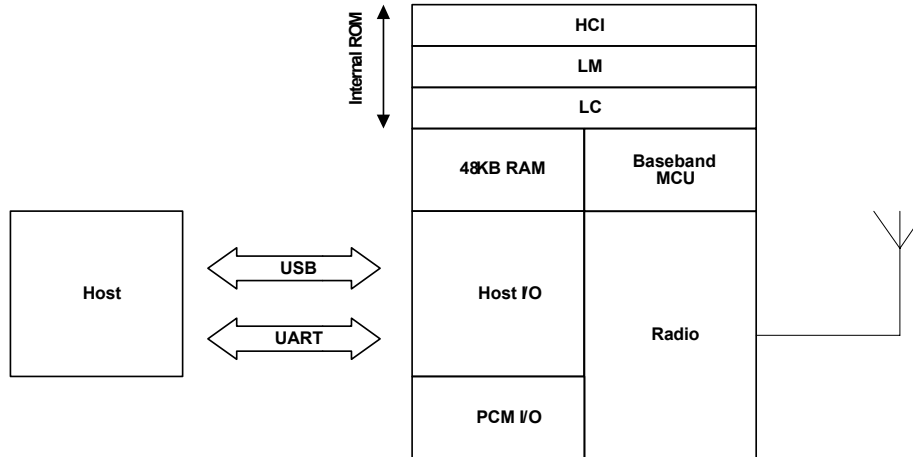 Internal ROM
HCI
LM
LC
48KB RAM
Baseband
MCU
Host
USB
UART
Host I/O
Radio
PCM I/O